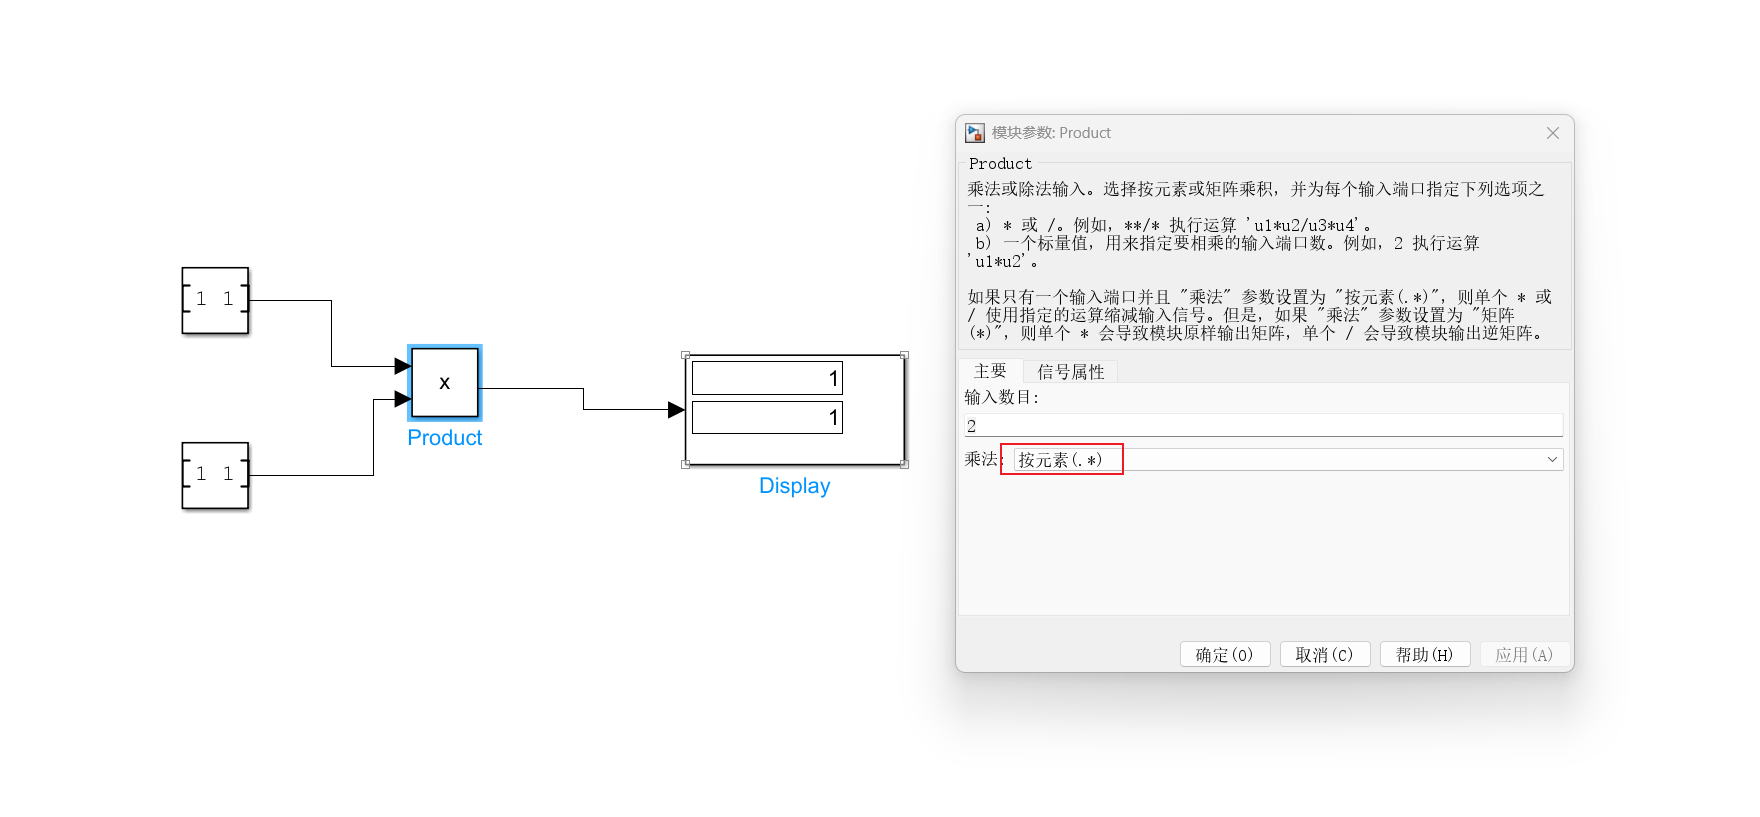 1 1
x
Product
1 1
1
1
Display
模块参数: Product
Product
乘法或除法输入。选择按元素或矩阵乘积，并为每个输入端口指定下列选项之
一:
a) * 或 /。例如，**/* 执行运算 'u1*u2/u3*u4'。
b) 一个标量值，用来指定要相乘的输入端口数。例如，2 执行运算
'u1*u2'。
如果只有一个输入端口并且 "乘法" 参数设置为 "按元素(.*)"，则单个 * 或
/ 使用指定的运算缩减输入信号。但是，如果 "乘法" 参数设置为 "矩阵
(*)"，则单个 * 会导致模块原样输出矩阵，单个 / 会导致模块输出逆矩阵。
主要 信号属性
输入数目:
2
乘法: 按元素(.*)
确定(O) 取消(C) 帮助(H) 应用(A)